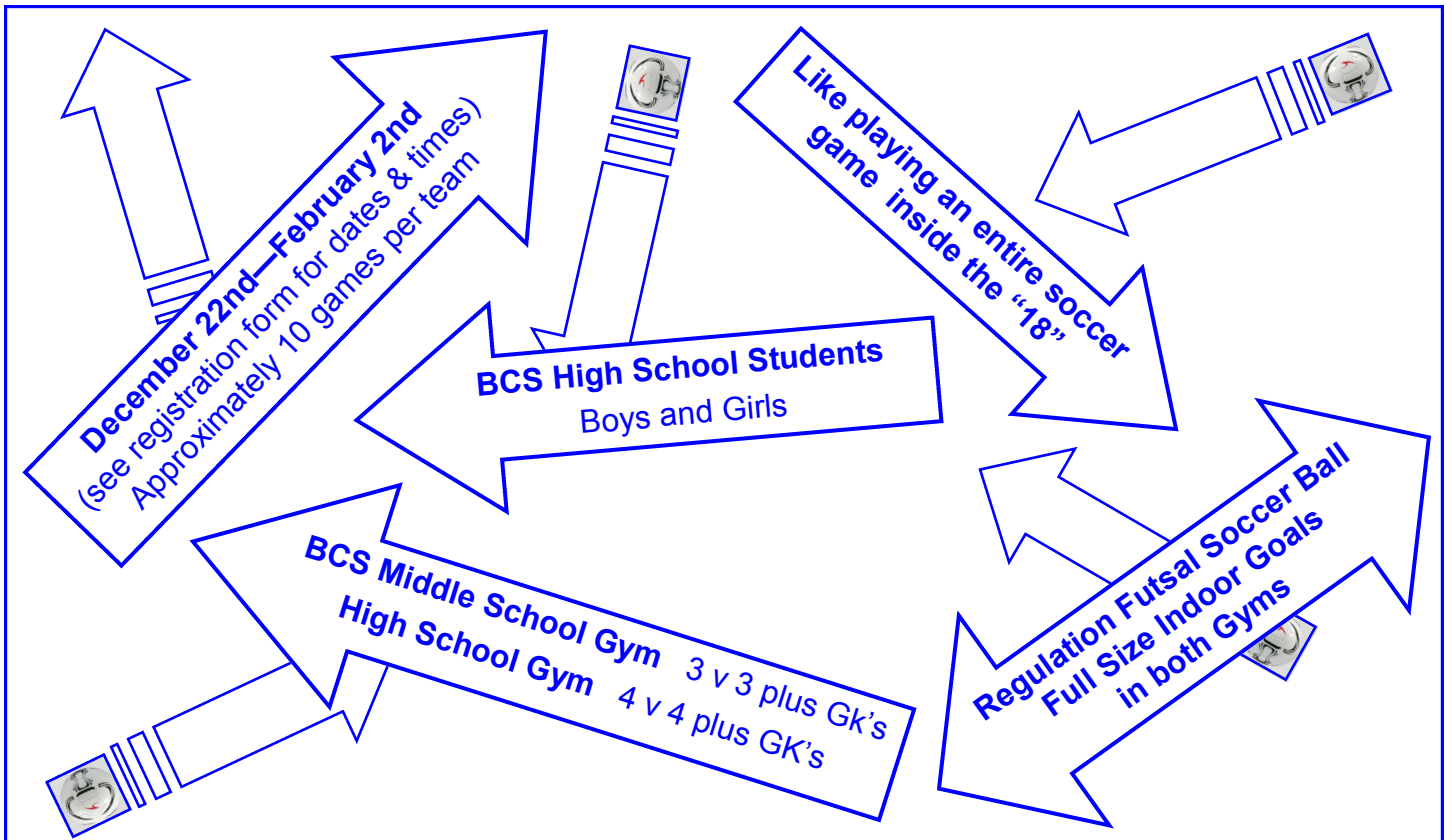 December 22nd—February 2nd
(see registration form for dates & times)
Approximately 10 games per team
Like playing an entire soccer
game inside the “18”
BCS High School Students
Boys and Girls
BCS Middle School Gym 3 v 3 plus Gk’s
High School Gym 4 v 4 plus GK’s
Regulation Futsal Soccer Ball
Full Size Indoor Goals
in both Gyms